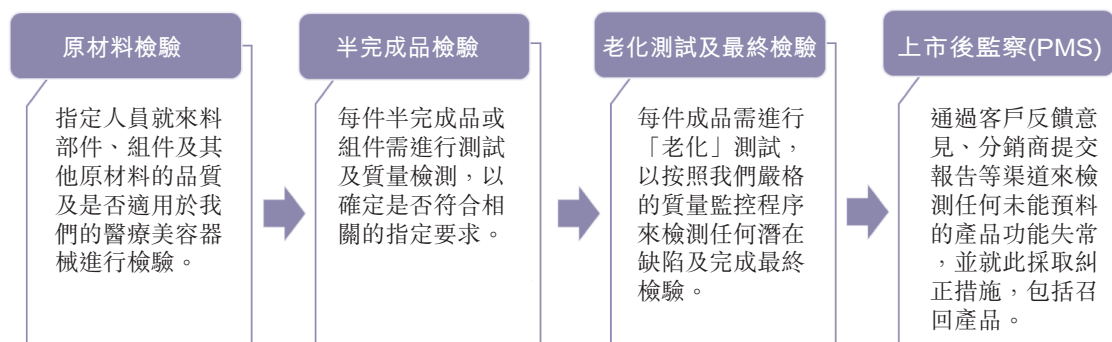 原材料檢驗
指定人員就來料
部件、組件及其
他原材料的品質
及是否適用於我
們的醫療美容器
械進行檢驗。
半完成品檢驗
每件半完成品或
組件需進行測試
及質量檢測，以
確定是否符合相
關的指定要求。
老化測試及最終檢驗
每件成品需進行
「老化」測試，
以按照我們嚴格
的質量監控程序
來檢測任何潛在
缺陷及完成最終
檢驗。
上市後監察(PMS)
通過客戶反饋意
見、分銷商提交
報告等渠道來檢
測任何未能預料
的產品功能失常
，並就此採取糾
正措施，包括召
回產品。